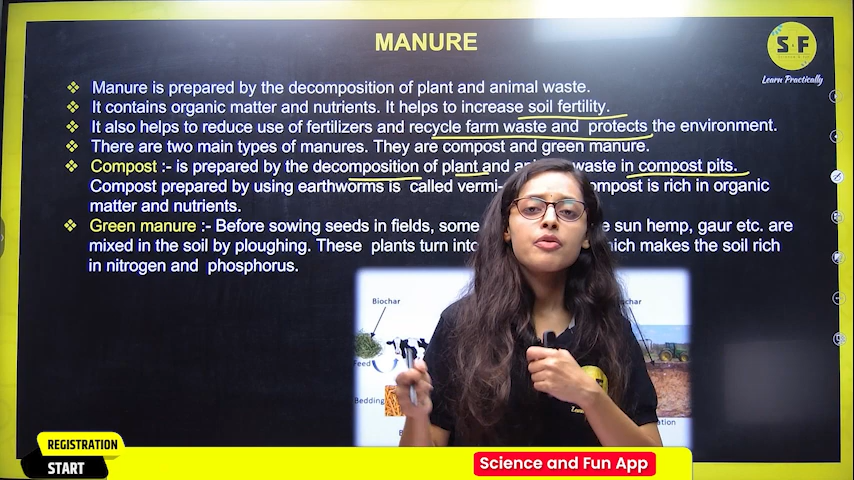 MANURE
S F
Learn Practically
❖ Manure is prepared by the decomposition of plant and animal waste.
❖ It contains organic matter and nutrients. It helps to increase soil fertility.
❖ It also helps to reduce use of fertilizers and recycle farm waste and protects the environment.
❖ There are two main types of manures. They are compost and green manure.
❖ Compost :- is prepared by the decomposition of plant and waste in compost pits.
Compost prepared by using earthworms is called vermi- compost is rich in organic
matter and nutrients.
❖ Green manure :- Before sowing seeds in fields, some sun hemp, gaur etc. are
mixed in the soil by ploughing. These plants turn into which makes the soil rich
in nitrogen and phosphorus.
Biochar
Bedding
REGISTRATION
START
Science and Fun App